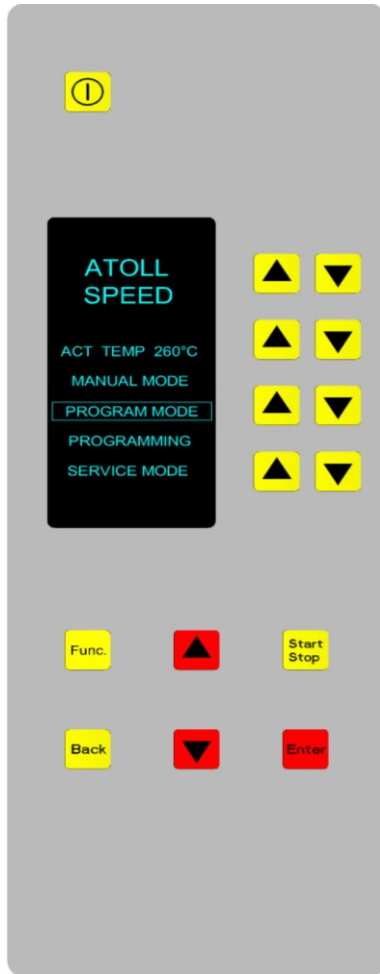 ATOLL
SPEED
ACT TEMP 260°C
MANUAL MODE
PROGRAM MODE
PROGRAMMING
SERVICE MODE
Func.
Start
Stop
Back
Enter